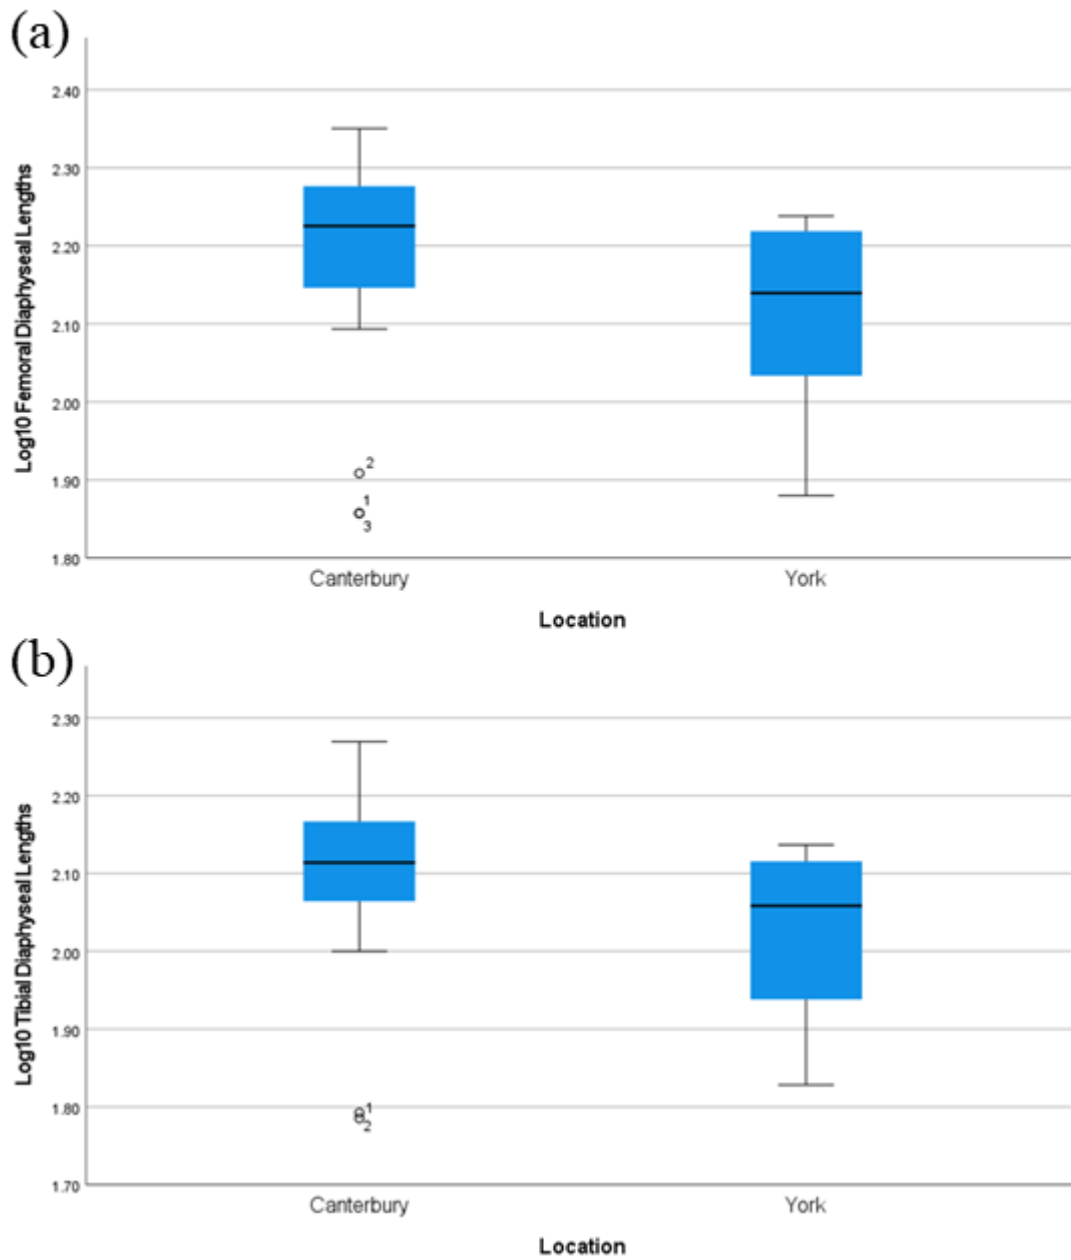 (a)
Log10 Femoral Diaphyseal Lengths
2.40
2.30
2.20
2.10
2.00
1.90
1.80
2
1
3
Canterbury York
Location
(b)
Log10 Tibial Diaphyseal Lengths
2.30
2.20
2.10
2.00
1.90
1.80
1.70
1
2
Canterbury York
Location